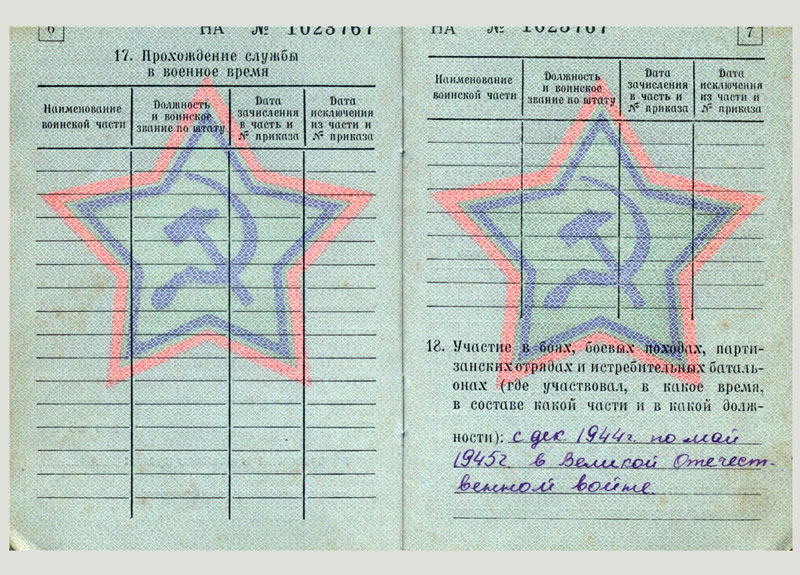 6
НА № 1023767
17. Прохождение службы
в военное время
Наименование
воинской части
Должность
и воинское
звание по штату
Дата
зачисления
в часть и
№ приказа
Дата
исключения
из части и
№ приказа
НА № 1023767
7
Наименование
воинской части
Должность
и воинское
звание по штату
Дата
зачисления
в часть и
№ приказа
Дата
исключения
из части и
№ приказа
18. Участие в боях, боевых походах, парти-
занских отрядах и истребительных баталь-
онах (где участвовал, в какое время,
в составе какой части и в какой долж-
ности): с дек 1944г. по май
1945г. в Великой Отечест-
венной войне.